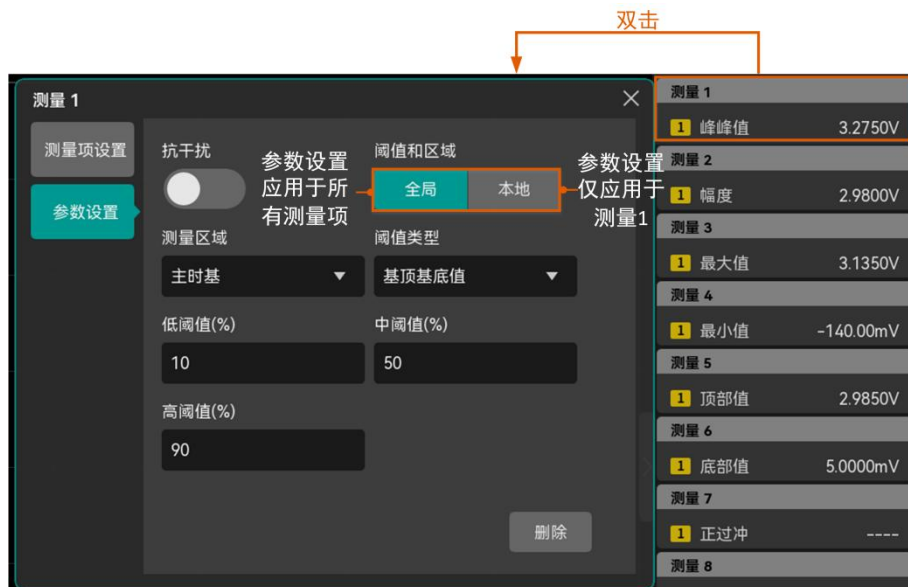 双击
测量 1
测量项设置
参数设置
抗干扰
参数设置
应用于所
有测量项
阈值和区域
全局
本地
参数设置
仅应用于
测量1
测量区域
阈值类型
主时基
基顶基底值
低阈值(%)
中阈值(%)
10
50
高阈值(%)
90
删除
测量 1
1 峰峰值 3.2750V
测量 2
1 幅度 2.9800V
测量 3
1 最大值 3.1350V
测量 4
1 最小值 -140.00mV
测量 5
1 顶部值 2.9850V
测量 6
1 底部值 5.0000mV
测量 7
1 正过冲 ----
测量 8